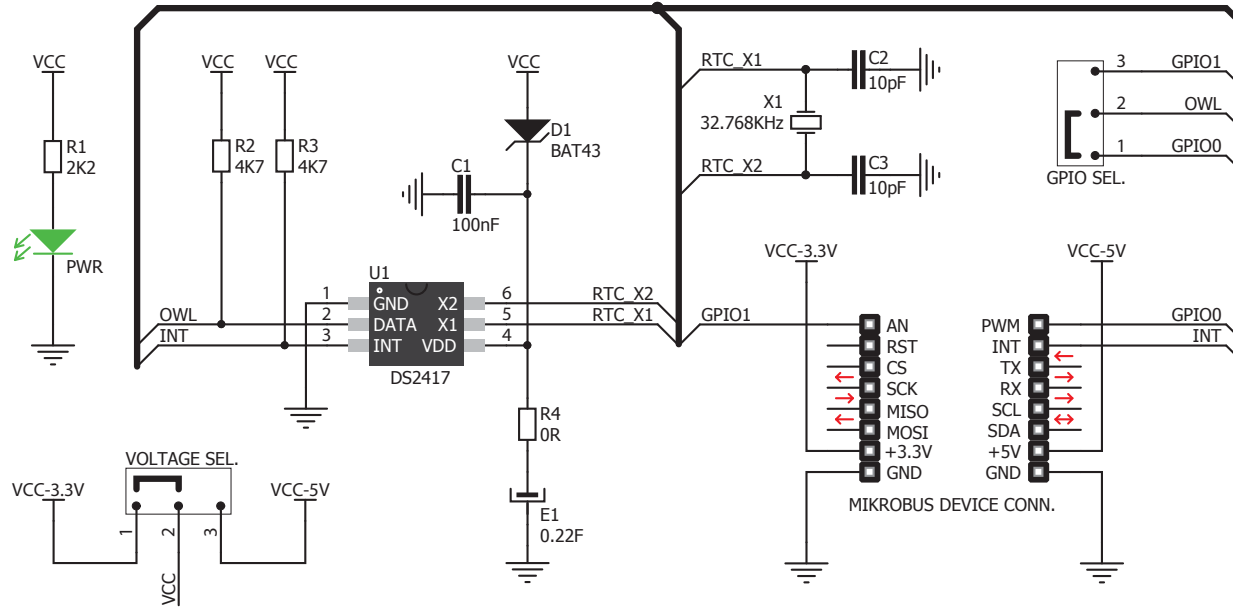 VCC
R1
2K2
PWR
VCC
VCC
R2
4K7
R3
4K7
VCC
D1
BAT43
C1
100nF
U1
1
GND
X2
6
RTC_X2
OWL
2
DATA
X1
5
RTC_X1
INT
3
INT
VDD
4
DS2417
R4
0R
E1
0.22F
VOLTAGE SEL.
VCC-3.3V
VCC-5V
1
2
3
VCC
RTC_X1
C2
10pF
X1
32.768KHz
RTC_X2
C3
10pF
3
GPIO1
2
OWL
1
GPIO0
GPIO SEL.
VCC-3.3V
VCC-5V
GPIO1
AN
PWM
GPIO0
RST
INT
INT
CS
TX
SCK
RX
MISO
SCL
MOSI
SDA
+3.3V
+5V
GND
GND
MIKROBUS DEVICE CONN.